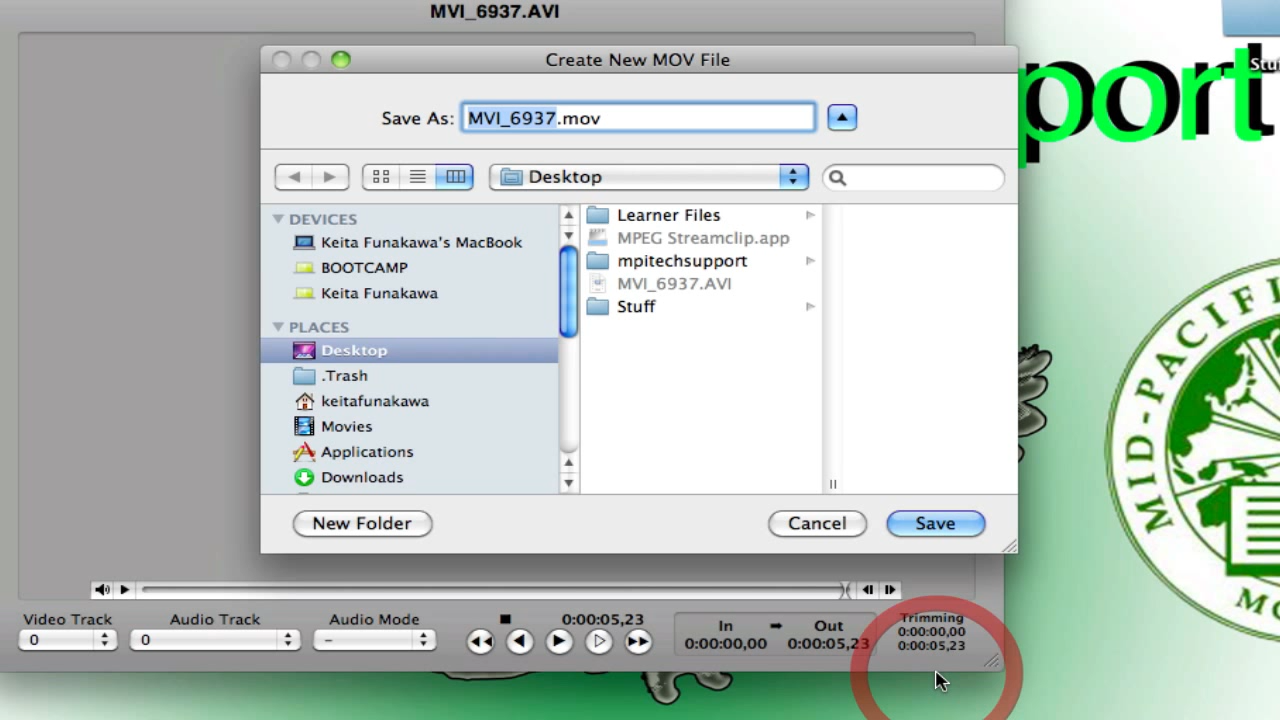 MVI_6937.AVI
Create New MOV File
Save As: MVI_6937.mov
Desktop
DEVICES
Keita Funakawa's MacBook
BOOTCAMP
Keita Funakawa
PLACES
Desktop
.Trash
keitafunakawa
Movies
Applications
Downloads
Learner Files
MPEG Streamclip.app
mpitechsupport
MVI_6937.AVI
Stuff
New Folder
Cancel
Save
Video Track
0
Audio Track
0
Audio Mode
–
0:00:05,23
In
0:00:00,00
Out
0:00:05,23
Trimming
0:00:00,00
0:00:05,23
port
Stu
MID-PACIFI